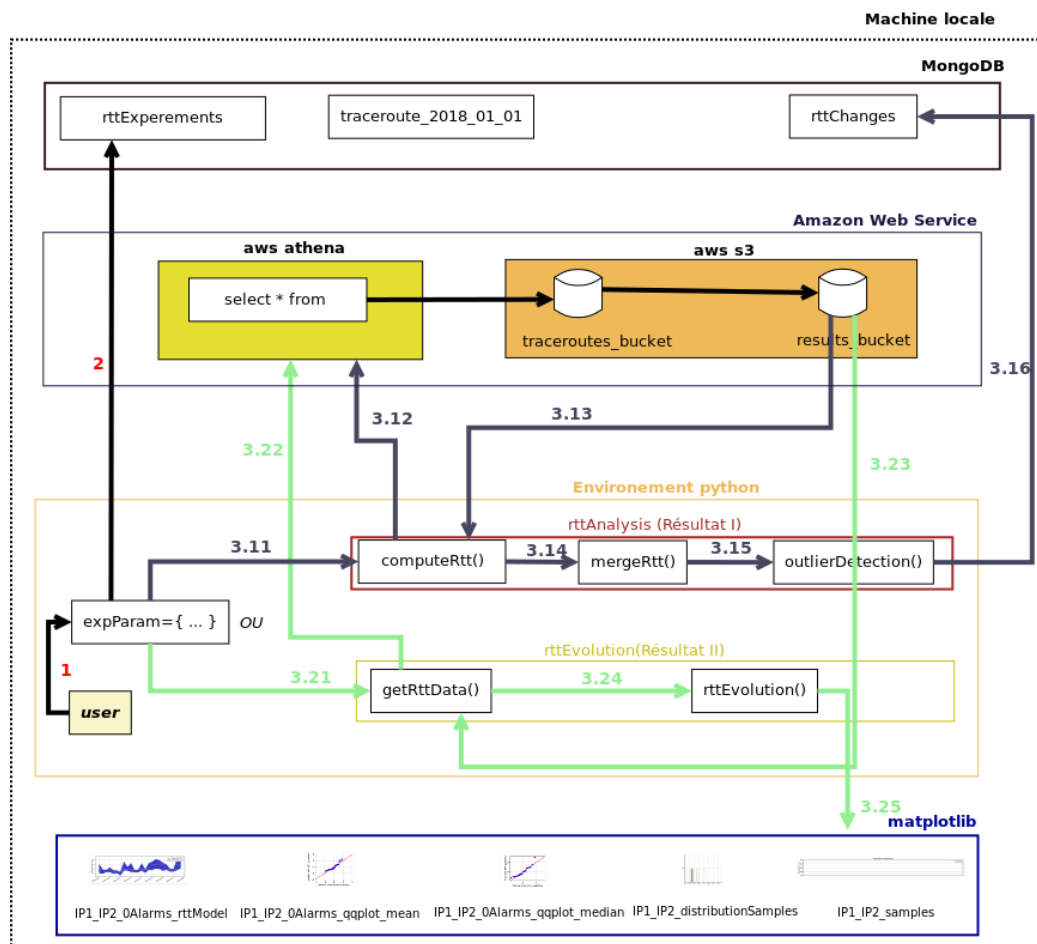 Machine locale
MongoDB
rttExperements
traceroute_2018_01_01
rttChanges
Amazon Web Service
aws athena
aws s3
select * from
traceroutes_bucket
results_bucket
2
3.16
3.12
3.13
3.22
3.23
Environement python
rttAnalysis (Résultat I)
3.11
computeRtt()
3.14
mergeRtt()
3.15
outlierDetection()
expParam={ ... }
OU
1
rttEvolution(Résultat II)
3.21
getRttData()
3.24
rttEvolution()
user
3.25
matplotlib
IP1_IP2_0Alarms_rttModel
IP1_IP2_0Alarms_qqplot_mean
IP1_IP2_0Alarms_qqplot_median
IP1_IP2_distributionSamples
IP1_IP2_samples